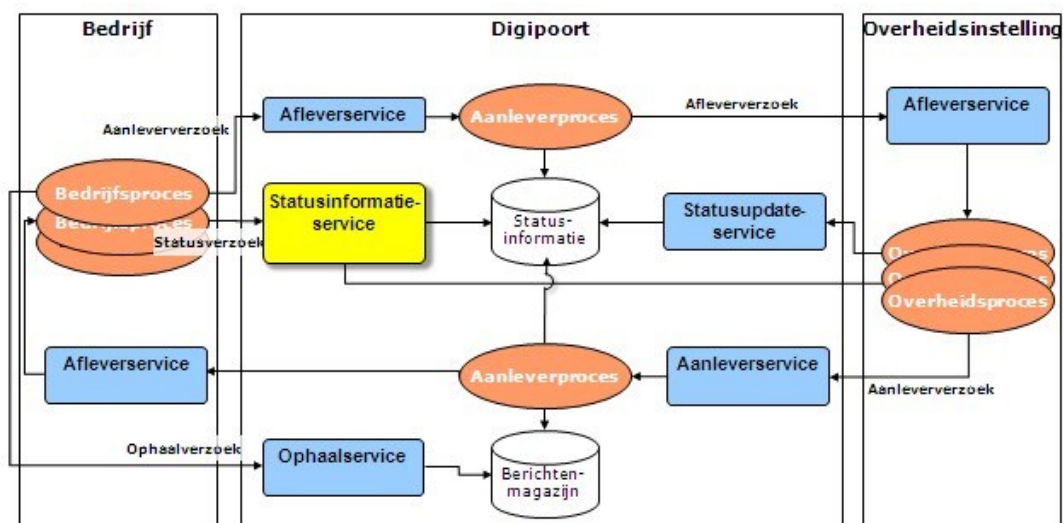 Bedrijf
Digipoort
Overheidsinstelling
Afleverservice
Aanleverproces
Afleververzoek
Afleverservice
Aanleververzoek
Bedrijfsproces
Bedrijfsproces
Statusverzoek
Statusinformatie-
service
Status-
informatie
Statusupdate-
service
Overheidsproces
Afleverservice
Aanleverproces
Aanleverservice
Aanleververzoek
Ophaalverzoek
Ophaalservice
Berichten-
magazijn